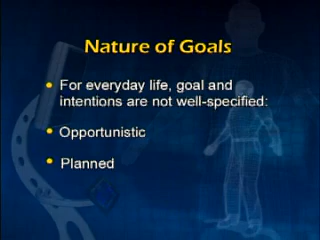 Nature of Goals
For everyday life, goal and
intentions are not well-specified:
Opportunistic
Planned